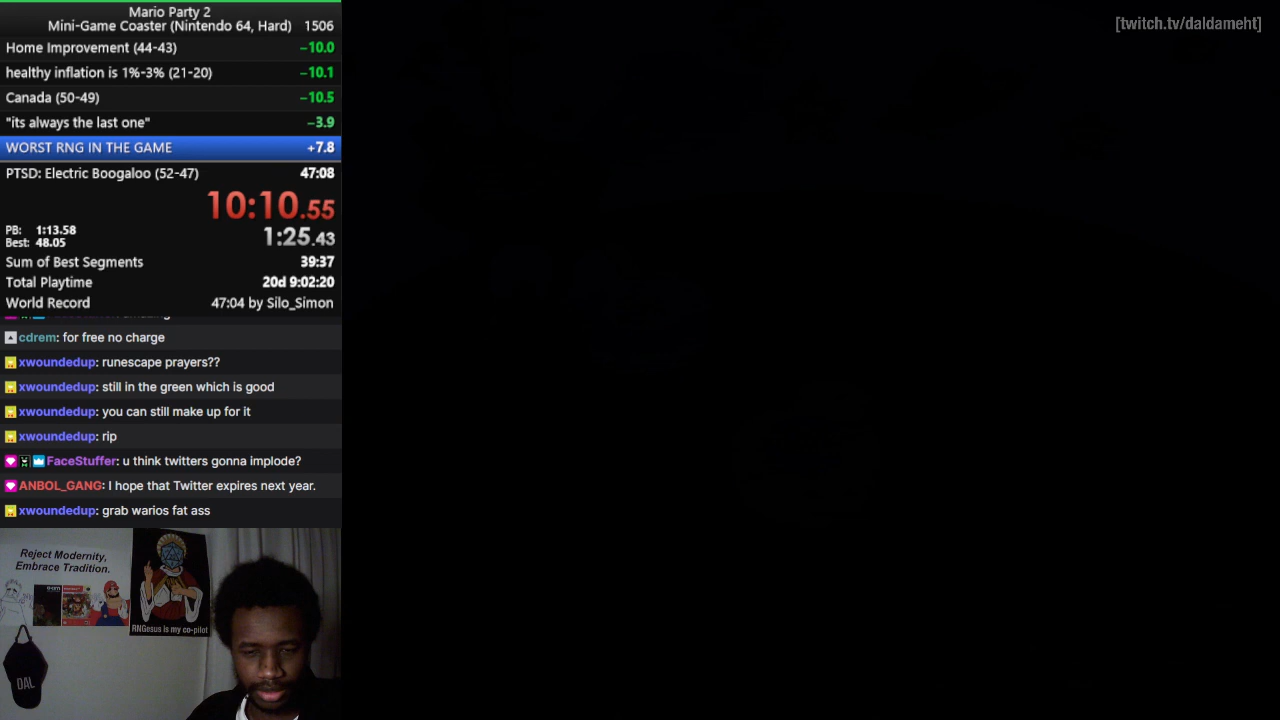 Mario Party 2
Mini-Game Coaster (Nintendo 64, Hard) 1506
Home Improvement (44-43) −10.0
healthy inflation is 1%-3% (21-20) −10.1
Canada (50-49) −10.5
"its always the last one" −3.9
WORST RNG IN THE GAME +7.8
PTSD: Electric Boogaloo (52-47) 47:08
10:10.55
PB: 1:13.58
1:25.43
Best: 48.05
Sum of Best Segments 39:37
Total Playtime 20d 9:02:20
World Record 47:04 by Silo_Simon
cdrem: for free no charge
xwoundedup: runescape prayers??
xwoundedup: still in the green which is good
xwoundedup: you can still make up for it
xwoundedup: rip
FaceStuffer: u think twitters gonna implode?
ANBOL_GANG: I hope that Twitter expires next year.
xwoundedup: grab warios fat ass
Reject Modernity,
Embrace Tradition.
RNGesus is my co-pilot
DAL
[twitch.tv/daldameht]